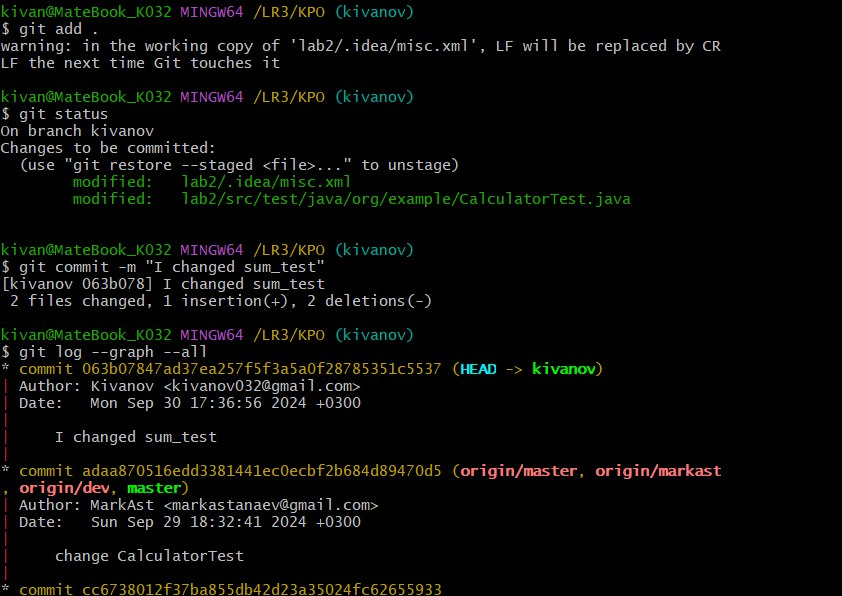 kivan@MateBook_K032 MINGW64 /LR3/KPO (kivanov)
$ git add .
warning: in the working copy of 'lab2/.idea/misc.xml', LF will be replaced by CR
LF the next time Git touches it
kivan@MateBook_K032 MINGW64 /LR3/KPO (kivanov)
$ git status
On branch kivanov
Changes to be committed:
  (use "git restore --staged <file>..." to unstage)
        modified:   lab2/.idea/misc.xml
        modified:   lab2/src/test/java/org/example/CalculatorTest.java
kivan@MateBook_K032 MINGW64 /LR3/KPO (kivanov)
$ git commit -m "I changed sum_test"
[kivanov 063b078] I changed sum_test
 2 files changed, 1 insertion(+), 2 deletions(-)
kivan@MateBook_K032 MINGW64 /LR3/KPO (kivanov)
$ git log --graph --all
* commit 063b07847ad37ea257f5f3a5a0f28785351c5537 (HEAD -> kivanov)
| Author: Kivanov <kivanov032@gmail.com>
| Date:   Mon Sep 30 17:36:56 2024 +0300
|
|     I changed sum_test
|
* commit adaa870516edd3381441ec0ecbf2b684d89470d5 (origin/master, origin/markast
, origin/dev, master)
| Author: MarkAst <markastanaev@gmail.com>
| Date:   Sun Sep 29 18:32:41 2024 +0300
|
|     change CalculatorTest
|
* commit cc6738012f37ba855db42d23a35024fc62655933